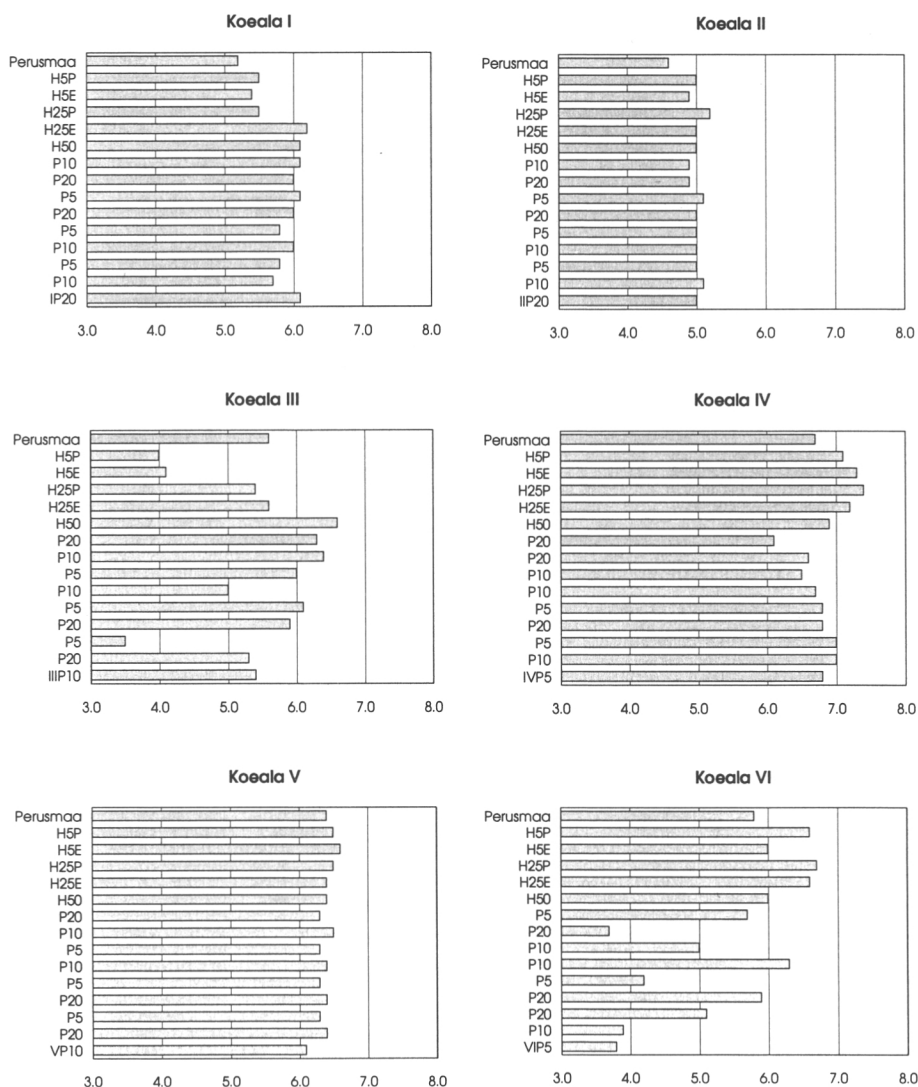 Koeala I
Perusmaa
H5P
H5E
H25P
H25E
H50
P10
P20
P5
P20
P5
P10
P5
P10
IP20
3.0 4.0 5.0 6.0 7.0 8.0
Koeala II
Perusmaa
H5P
H5E
H25P
H25E
H50
P10
P20
P5
P20
P5
P10
P5
P10
IIP20
3.0 4.0 5.0 6.0 7.0 8.0
Koeala III
Perusmaa
H5P
H5E
H25P
H25E
H50
P20
P10
P5
P10
P5
P20
P5
P20
IIIP10
3.0 4.0 5.0 6.0 7.0 8.0
Koeala IV
Perusmaa
H5P
H5E
H25P
H25E
H50
P20
P20
P10
P10
P5
P20
P5
P10
IVP5
3.0 4.0 5.0 6.0 7.0 8.0
Koeala V
Perusmaa
H5P
H5E
H25P
H25E
H50
P20
P10
P5
P10
P5
P20
P5
P20
VP10
3.0 4.0 5.0 6.0 7.0 8.0
Koeala VI
Perusmaa
H5P
H5E
H25P
H25E
H50
P5
P20
P10
P10
P5
P20
P20
P10
VIP5
3.0 4.0 5.0 6.0 7.0 8.0